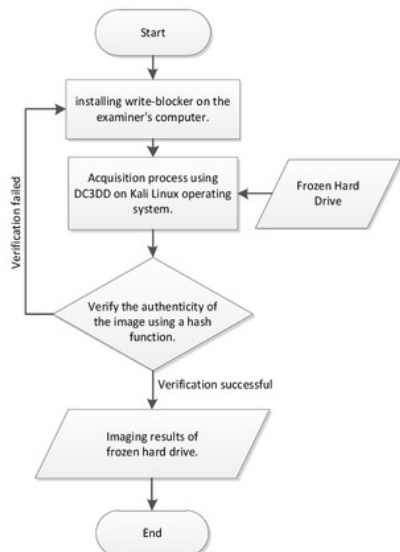 Start
installing write-blocker on the
examiner's computer.
Acquisition process using
DC3DD on Kali Linux operating
system.
Frozen Hard
Drive
Verification failed
Verify the authenticity of
the image using a hash
function.
Verification successful
Imaging results of
frozen hard drive.
End